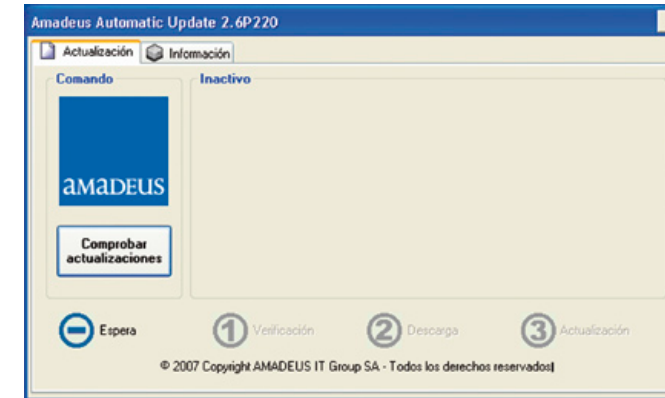 Amadeus Automatic Update 2.6P220
Actualización Información
Comando Inactivo
amadeus
Comprobar
actualizaciones
Espera 1 Verificación 2 Descarga 3 Actualización
© 2007 Copyright AMADEUS IT Group SA - Todos los derechos reservados